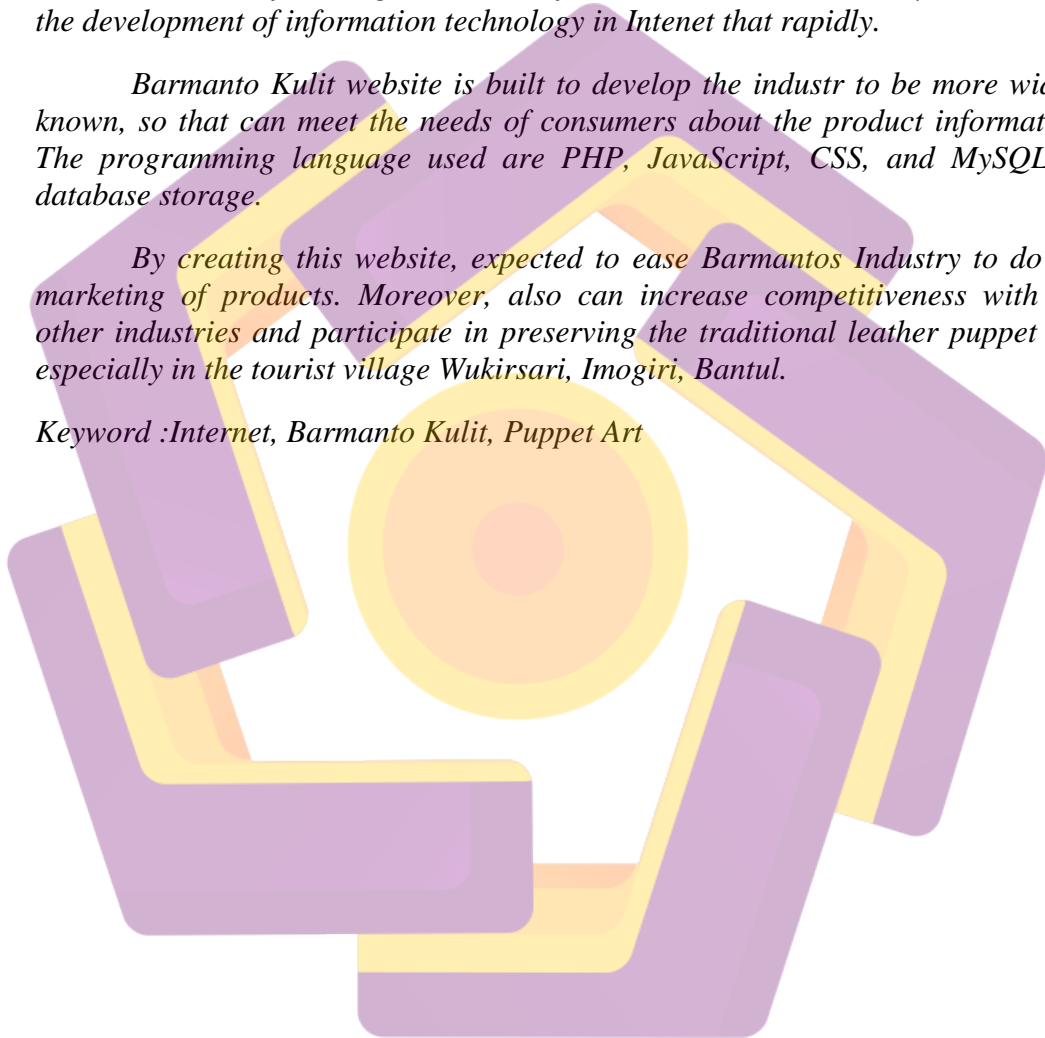 the development of information technology in Intenet that rapidly.
Barmanto Kulit website is built to develop the industr to be more
known, so that can meet the needs of consumers about the product
The programming language used are PHP, JavaScript, CSS, and MySQL
database storage.
By creating this website, expected to ease Barmantos Industry to do
marketing of products. Moreover, also can increase competitiveness with
other industries and participate in preserving the traditional leather puppet
especially in the tourist village Wukirsari, Imogiri, Bantul.
Keyword :Internet, Barmanto Kulit, Puppet Art